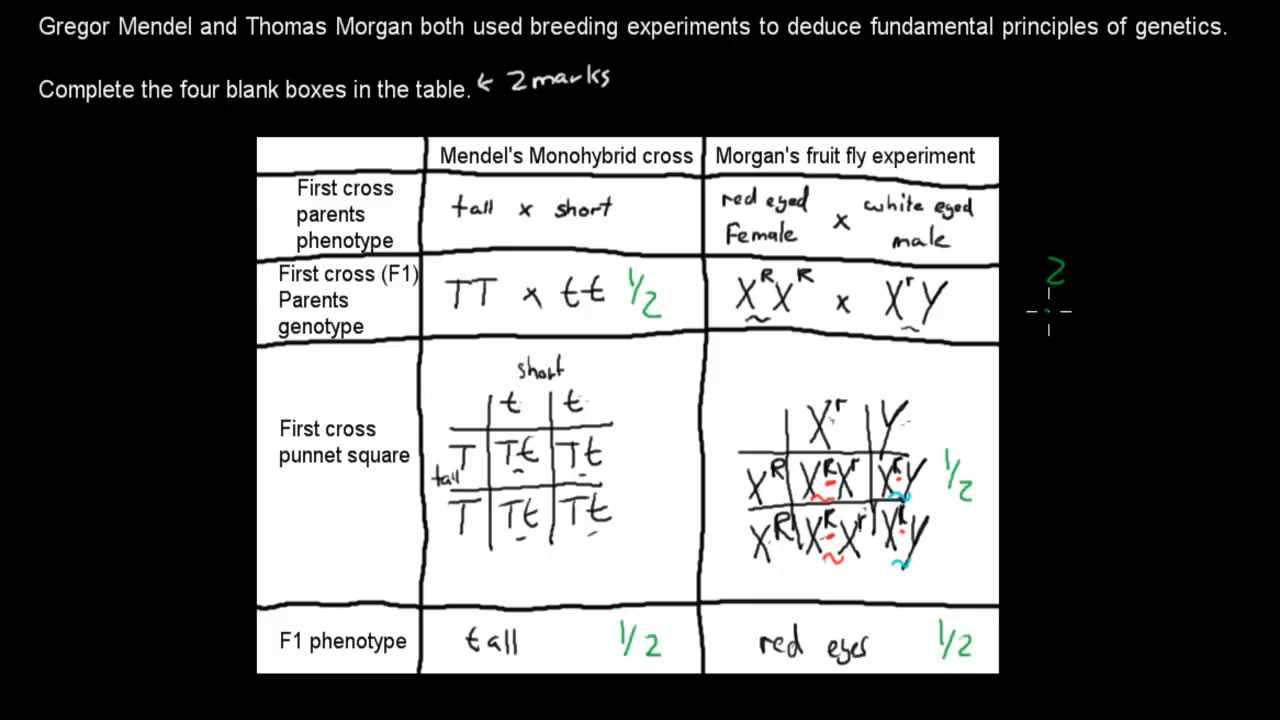 Gregor Mendel and Thomas Morgan both used breeding experiments to deduce fundamental principles of genetics.
Complete the four blank boxes in the table. ← 2 marks
Mendel's Monohybrid cross
Morgan's fruit fly experiment
First cross
parents
phenotype
tall x short
red eyed
Female
x
white eyed
male
First cross (F1)
Parents
genotype
TT x tt 1/2
X^R X^R x X^r Y
2
First cross
punnet square
short
t t
T Tt Tt
tall
T Tt Tt
X^r Y
X^R X^R X^r X^R Y 1/2
X^R X^R X^r X^R Y
F1 phenotype
tall 1/2
red eyes 1/2